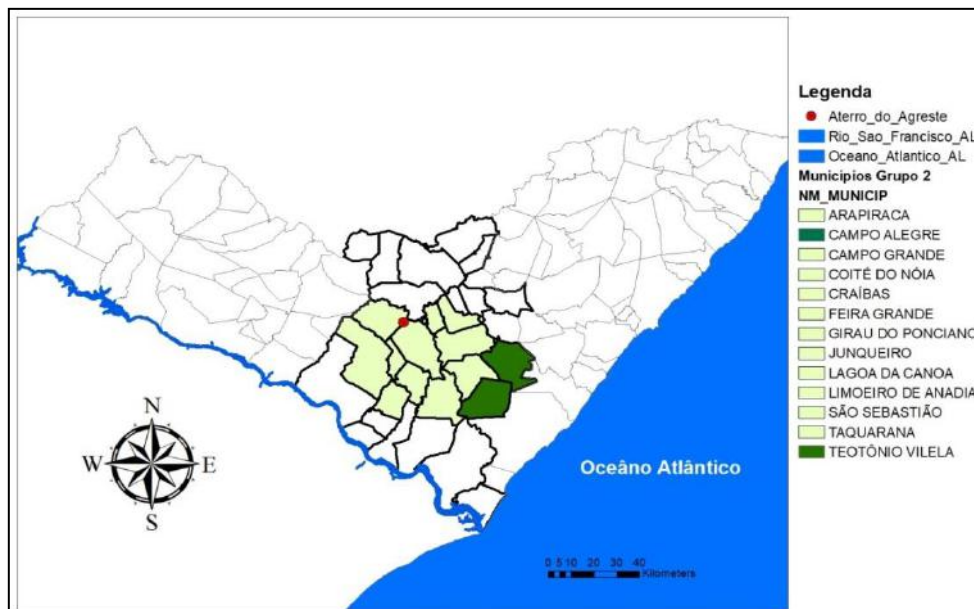 Legenda
Aterro_do_Agreste
Rio_Sao_Francisco_AL
Oceano_Atlantico_AL
Municipios Grupo 2
NM_MUNICIP
ARAPIRACA
CAMPO ALEGRE
CAMPO GRANDE
COITÉ DO NÓIA
CRAÍBAS
FEIRA GRANDE
GIRAU DO PONCIANO
JUNQUEIRO
LAGOA DA CANOA
LIMOEIRO DE ANADIA
SÃO SEBASTIÃO
TAQUARANA
TEOTÔNIO VILELA
N
W E
S
Oceâno Atlântico
0 5 10 20 30 40
Kilometers